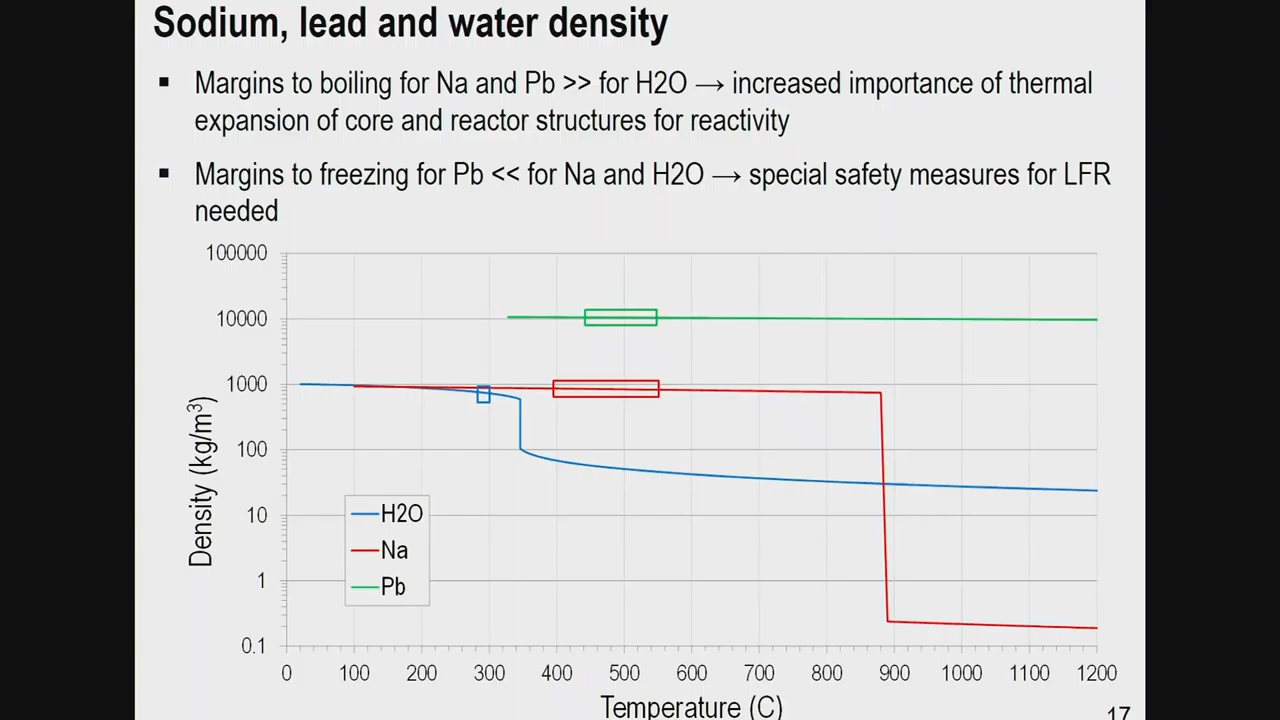 Sodium, lead and water density
▪ Margins to boiling for Na and Pb >> for H2O → increased importance of thermal
expansion of core and reactor structures for reactivity
▪ Margins to freezing for Pb << for Na and H2O → special safety measures for LFR
needed
100000
10000
1000
100
10
1
0.1
Density (kg/m³)
H2O
Na
Pb
0 100 200 300 400 500 600 700 800 900 1000 1100 1200
Temperature (C)
17